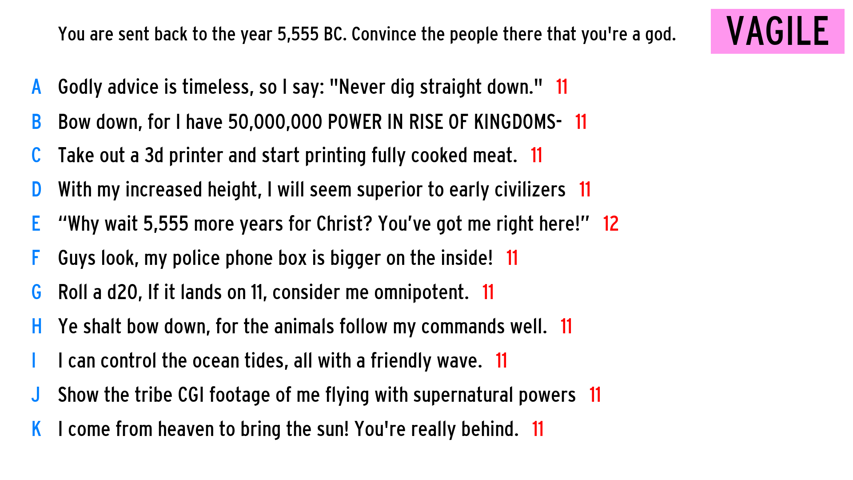 You are sent back to the year 5,555 BC. Convince the people there that you're a god.
VAGILE
A Godly advice is timeless, so I say: "Never dig straight down." 11
B Bow down, for I have 50,000,000 POWER IN RISE OF KINGDOMS- 11
C Take out a 3d printer and start printing fully cooked meat. 11
D With my increased height, I will seem superior to early civilizers 11
E “Why wait 5,555 more years for Christ? You’ve got me right here!” 12
F Guys look, my police phone box is bigger on the inside! 11
G Roll a d20, If it lands on 11, consider me omnipotent. 11
H Ye shalt bow down, for the animals follow my commands well. 11
I I can control the ocean tides, all with a friendly wave. 11
J Show the tribe CGI footage of me flying with supernatural powers 11
K I come from heaven to bring the sun! You're really behind. 11